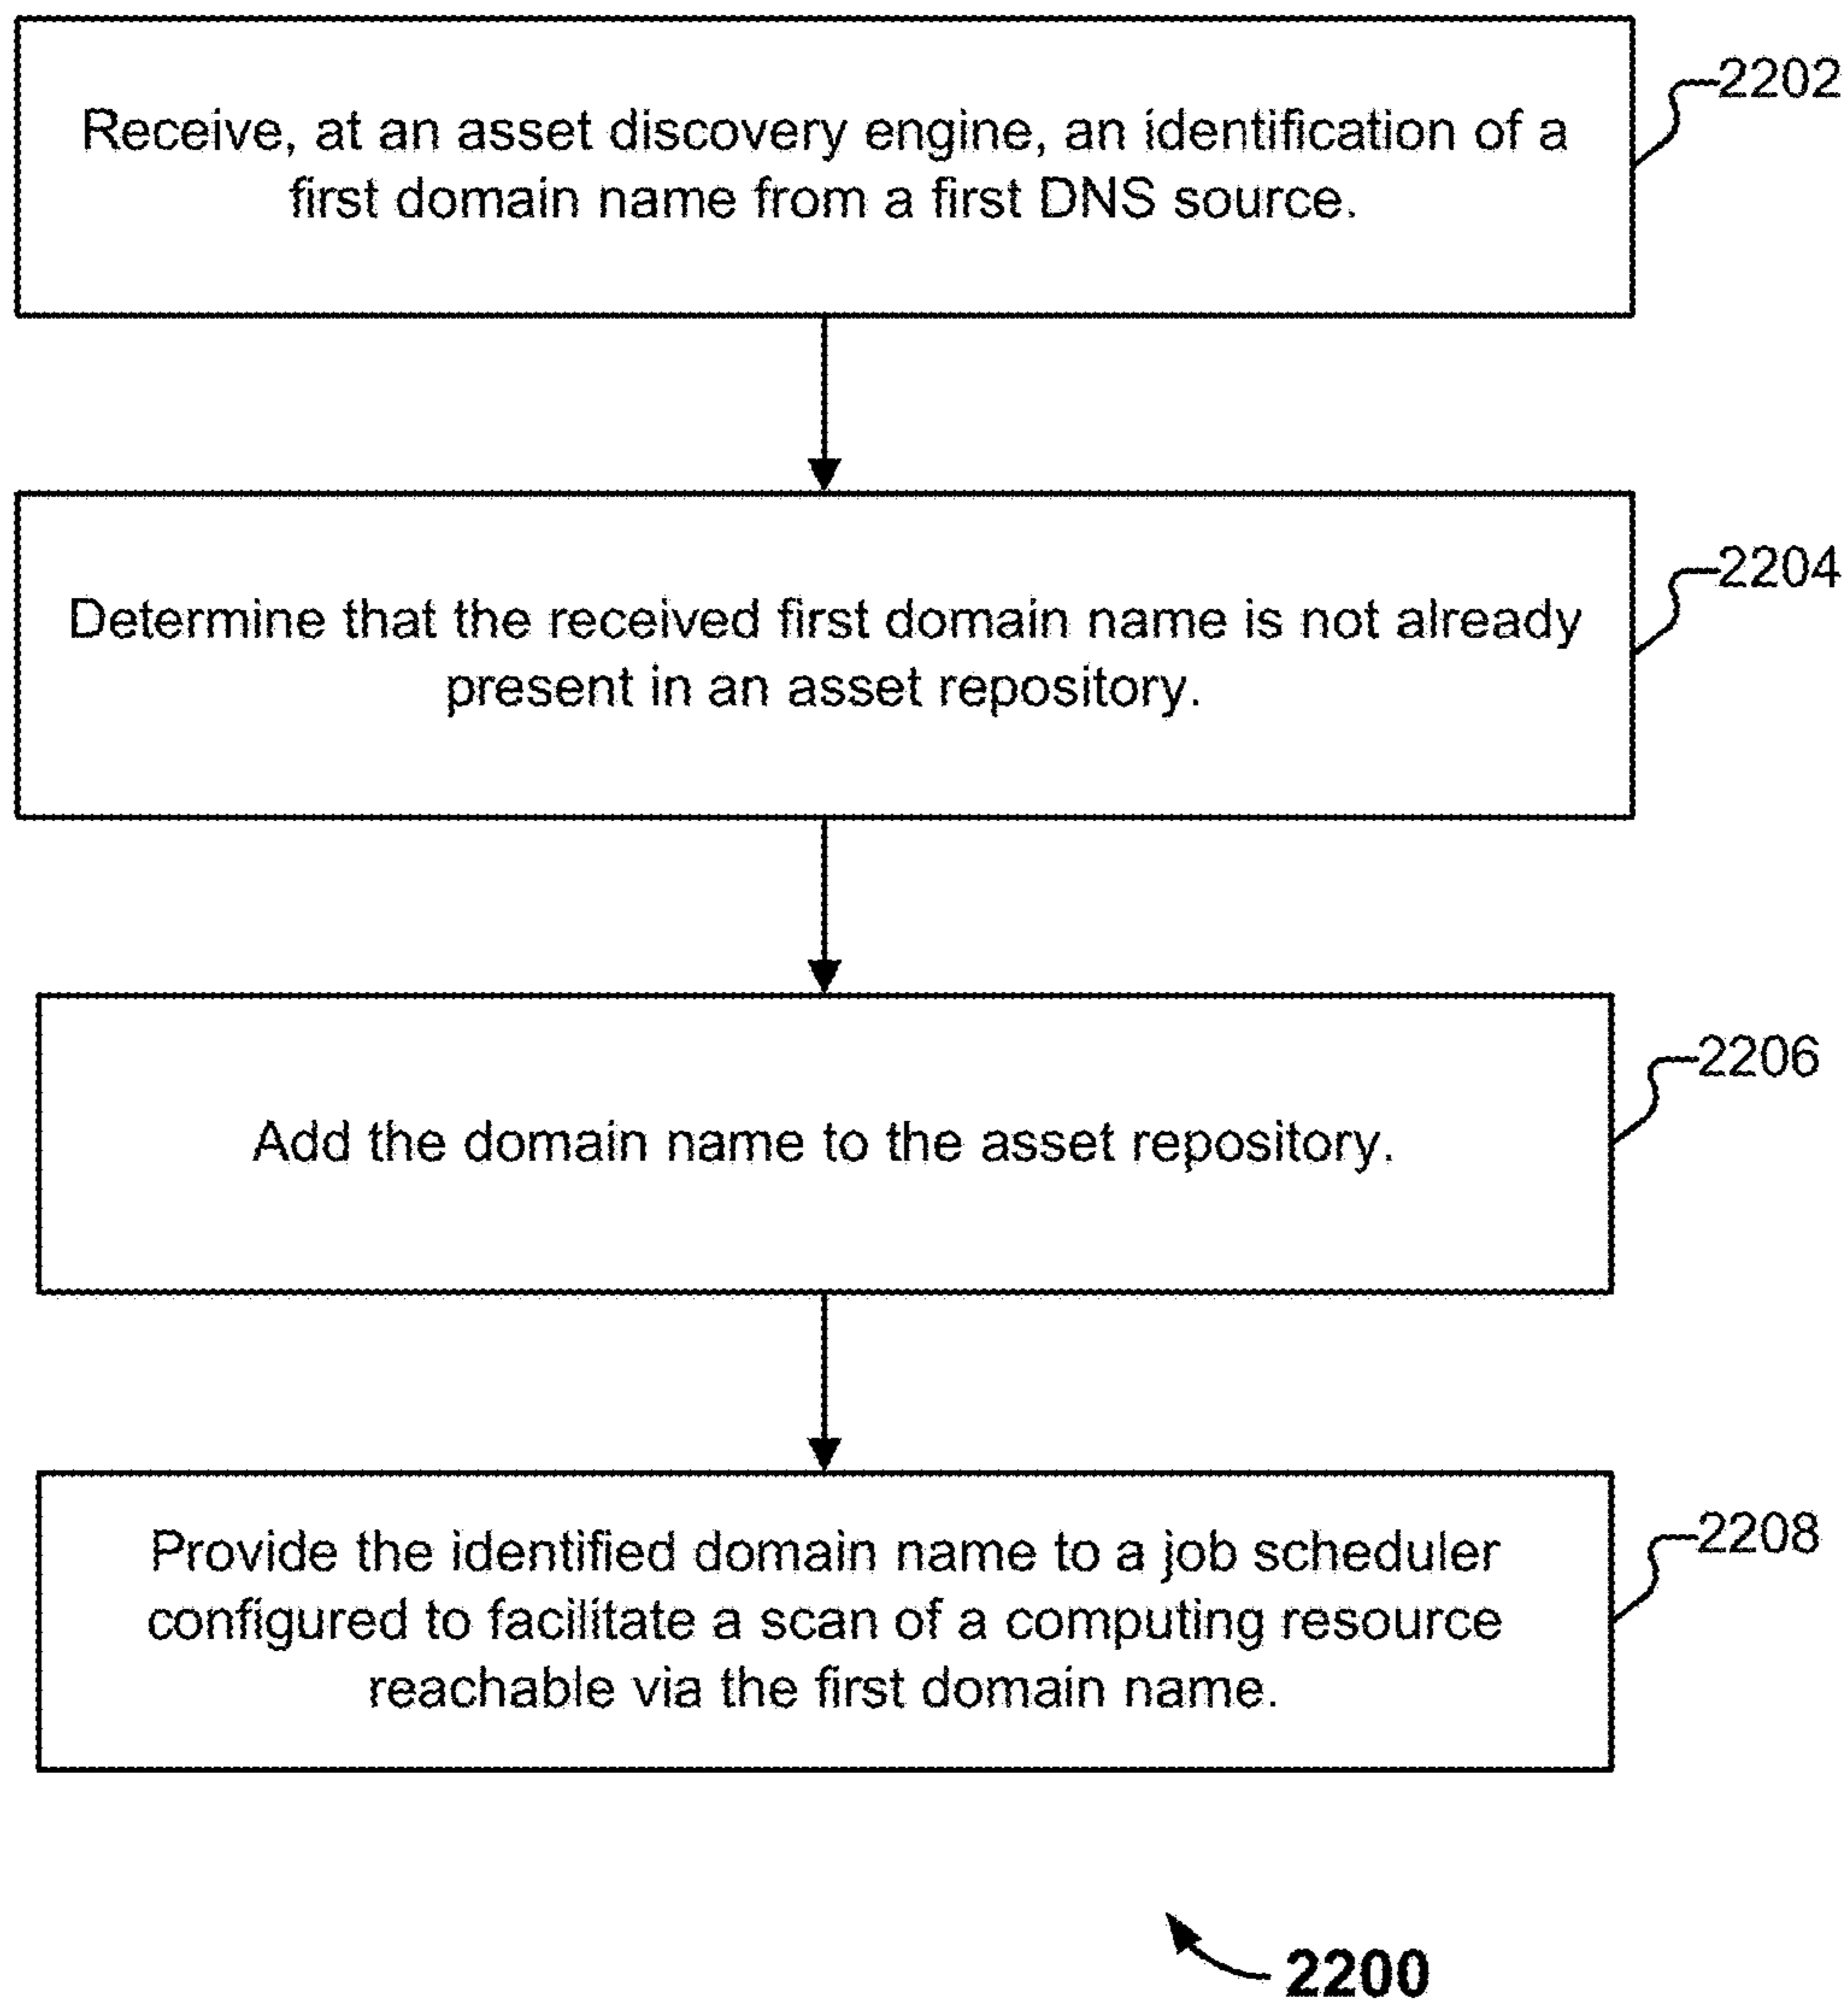 Receive, at an asset discovery engine, an identification of a
first domain name from a first DNS source.
2202
Determine that the received first domain name is not already
present in an asset repository.
2204
Add the domain name to the asset repository.
2206
Provide the identified domain name to a job scheduler
configured to facilitate a scan of a computing resource
reachable via the first domain name.
2208
2200